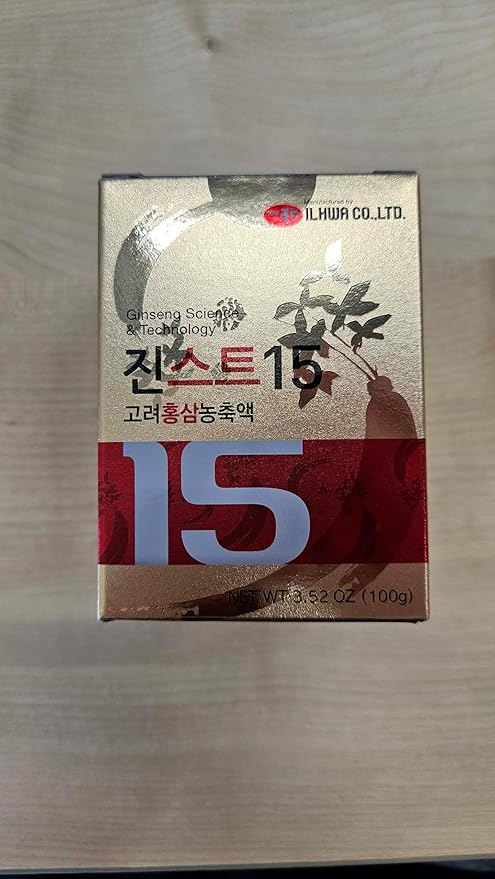 Manufactured by
ILHWA CO.,LTD.
Ginseng Science
& Technology
진스트15
고려홍삼농축액
15
NET WT 3.52 OZ (100g)